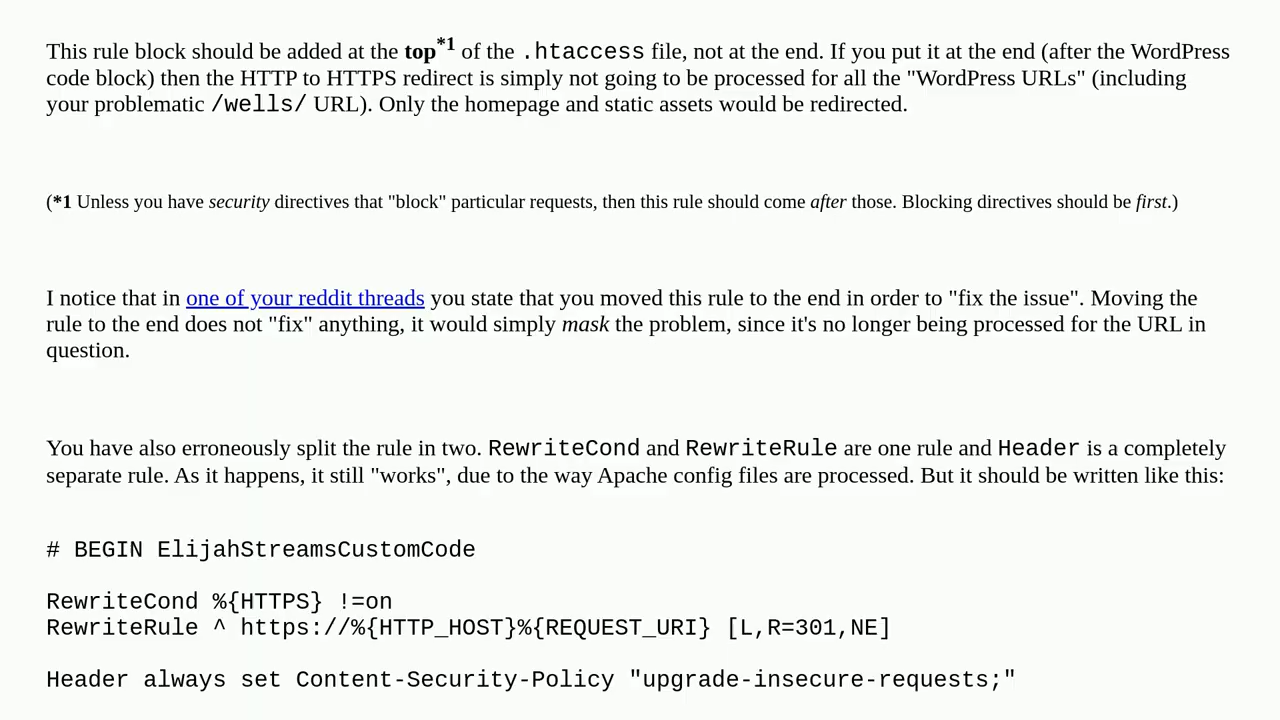 This rule block should be added at the top*1 of the .htaccess file, not at the end. If you put it at the end (after the WordPress
code block) then the HTTP to HTTPS redirect is simply not going to be processed for all the "WordPress URLs" (including
your problematic /wells/ URL). Only the homepage and static assets would be redirected.
(*1 Unless you have security directives that "block" particular requests, then this rule should come after those. Blocking directives should be first.)
I notice that in one of your reddit threads you state that you moved this rule to the end in order to "fix the issue". Moving the
rule to the end does not "fix" anything, it would simply mask the problem, since it's no longer being processed for the URL in
question.
You have also erroneously split the rule in two. RewriteCond and RewriteRule are one rule and Header is a completely
separate rule. As it happens, it still "works", due to the way Apache config files are processed. But it should be written like this:
# BEGIN ElijahStreamsCustomCode
RewriteCond %{HTTPS} !=on
RewriteRule ^ https://%{HTTP_HOST}%{REQUEST_URI} [L,R=301,NE]
Header always set Content-Security-Policy "upgrade-insecure-requests;"